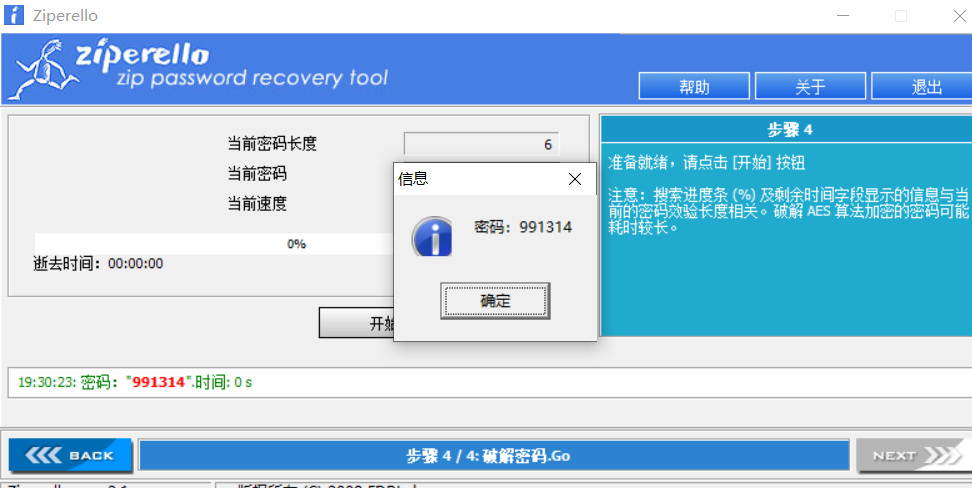 Ziperello
ziperello
zip password recovery tool
帮助
关于
退出
当前密码长度
6
当前密码
当前速度
0%
逝去时间：00:00:00
开始
信息
密码：991314
确定
步骤 4
准备就绪，请点击 [开始] 按钮
注意：搜索进度条 (%) 及剩余时间字段显示的信息与当
前的密码效验长度相关。破解 AES 算法加密的密码可能
耗时较长。
19:30:23: 密码："991314".时间: 0 s
BACK
步骤 4 / 4: 破解密码.Go
NEXT